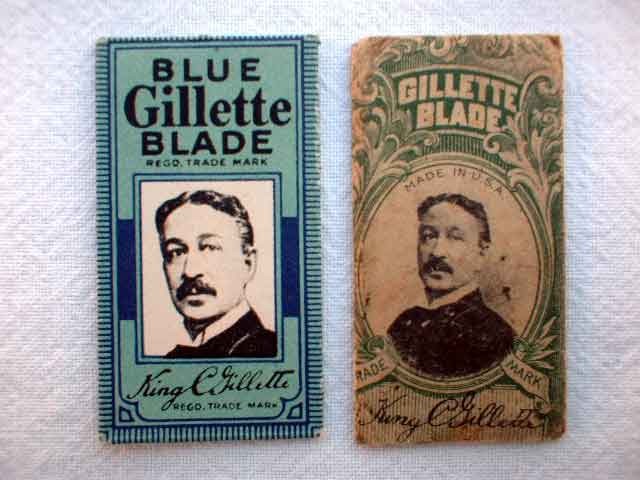 BLUE
Gillette
BLADE
REGD. TRADE MARK
King C Gillette
REGD. TRADE MARK
GILLETTE
BLADE
MADE IN U.S.A.
TRADE MARK
King C Gillette